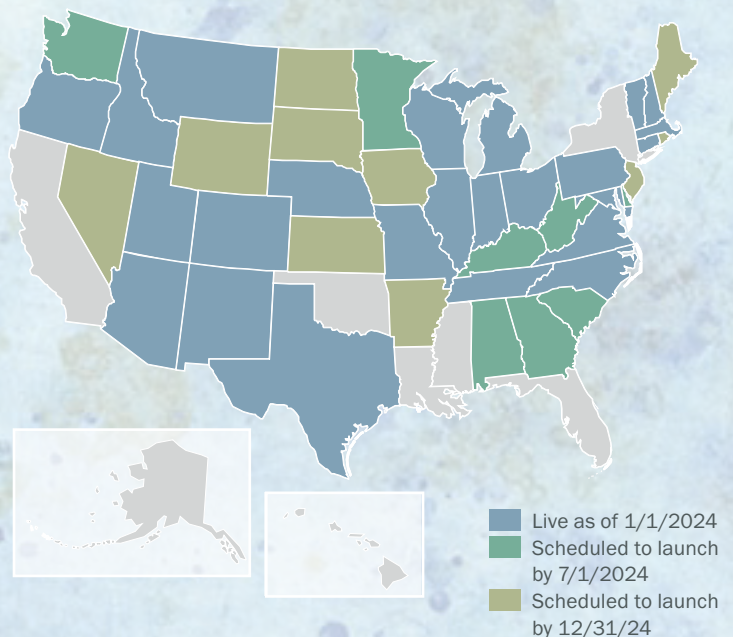 Live as of 1/1/2024
Scheduled to launch
by 7/1/2024
Scheduled to launch
by 12/31/24